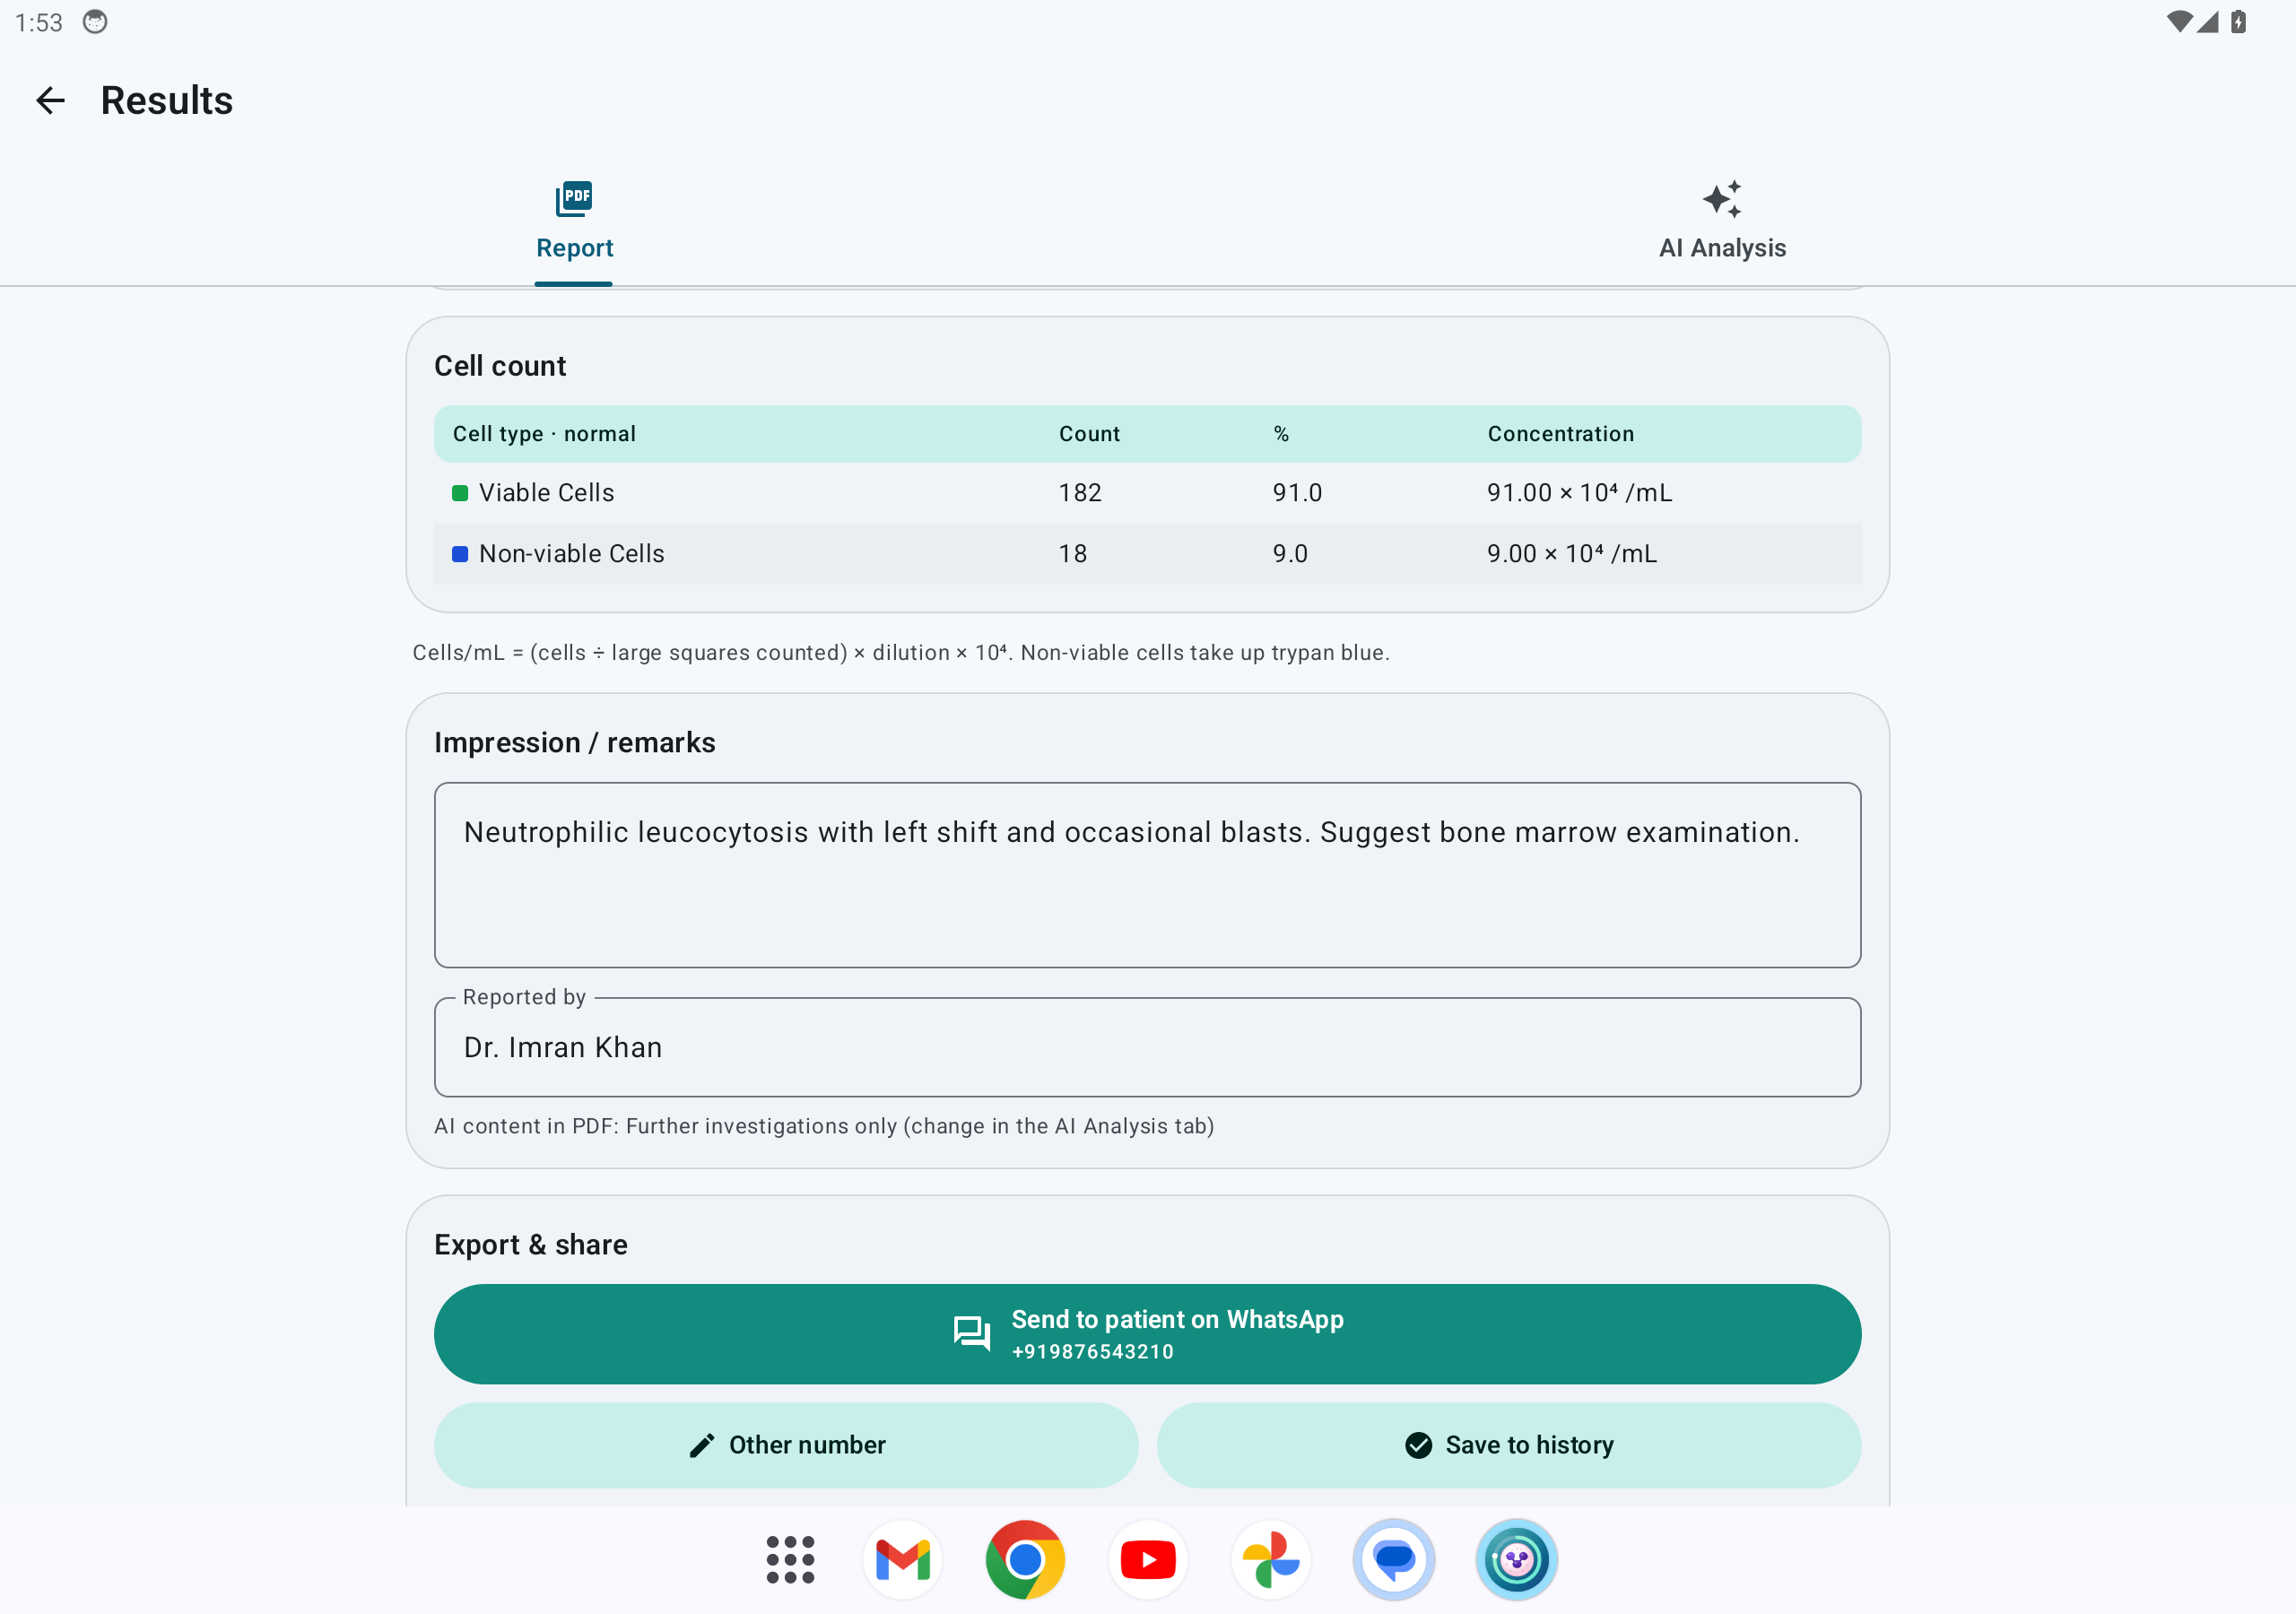 1:53
Results
PDF
Report
AI Analysis
Cell count
Cell type · normal Count % Concentration
Viable Cells 182 91.0 91.00 × 10⁴ /mL
Non-viable Cells 18 9.0 9.00 × 10⁴ /mL
Cells/mL = (cells ÷ large squares counted) × dilution × 10⁴. Non-viable cells take up trypan blue.
Impression / remarks
Neutrophilic leucocytosis with left shift and occasional blasts. Suggest bone marrow examination.
Reported by
Dr. Imran Khan
AI content in PDF: Further investigations only (change in the AI Analysis tab)
Export & share
Send to patient on WhatsApp
+919876543210
Other number
Save to history